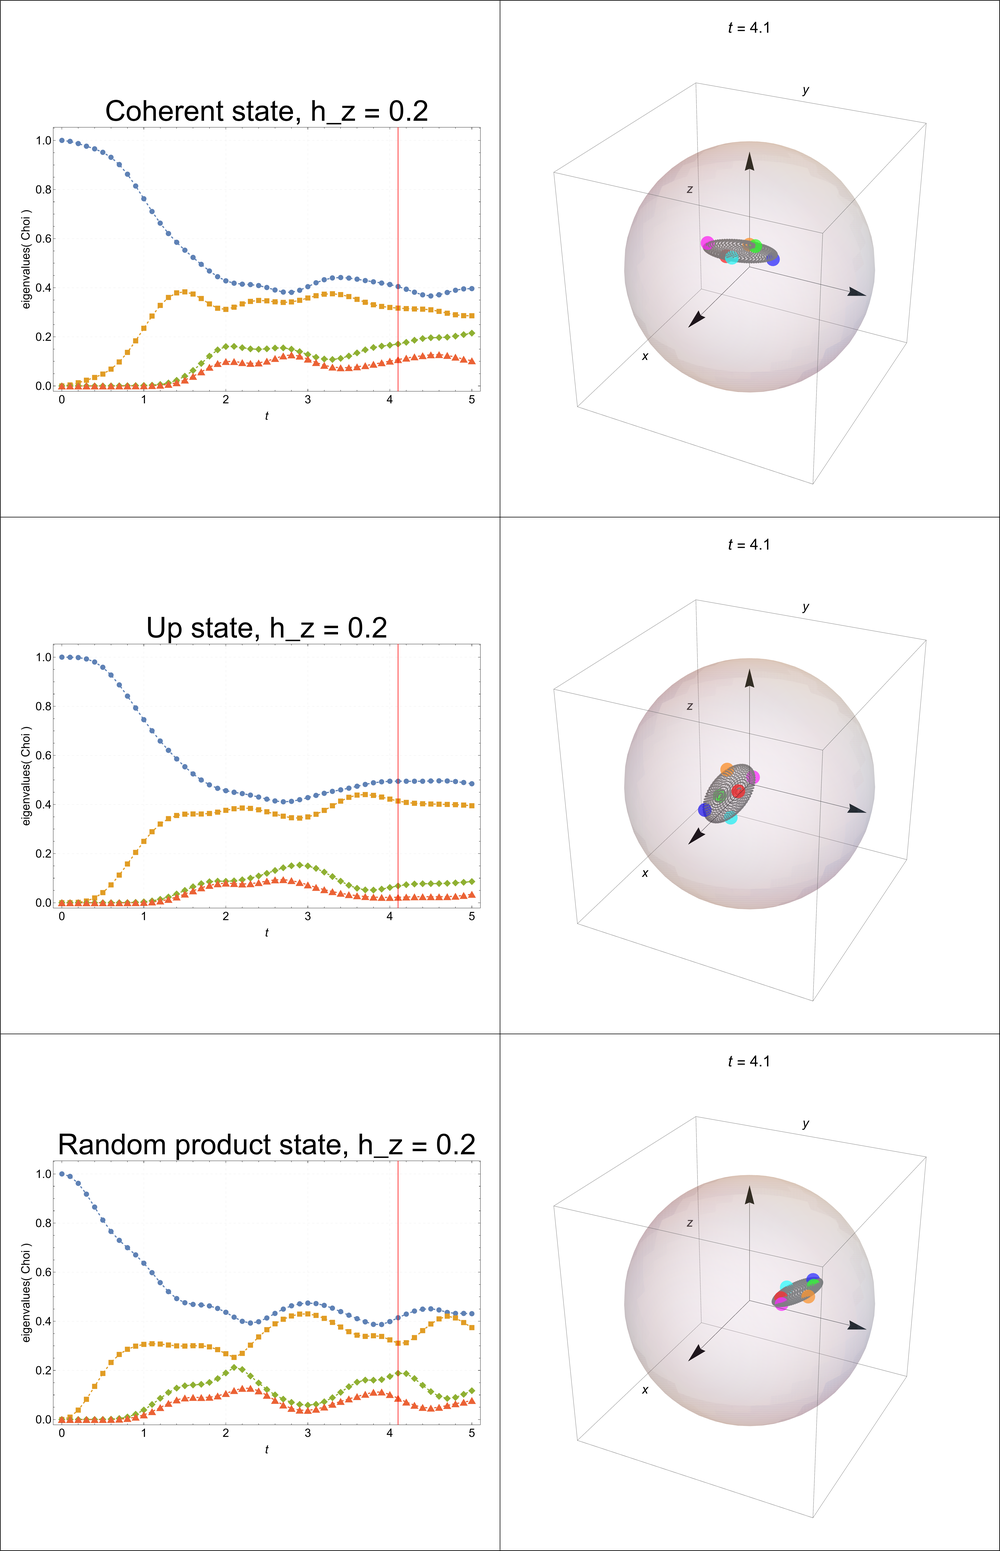 Coherent state, h_z = 0.2
eigenvalues( Choi )
1.0
0.8
0.6
0.4
0.2
0.0
0 1 2 3 4 5
t
t = 4.1
y
z
x
Up state, h_z = 0.2
eigenvalues( Choi )
1.0
0.8
0.6
0.4
0.2
0.0
0 1 2 3 4 5
t
t = 4.1
y
z
x
Random product state, h_z = 0.2
eigenvalues( Choi )
1.0
0.8
0.6
0.4
0.2
0.0
0 1 2 3 4 5
t
t = 4.1
y
z
x